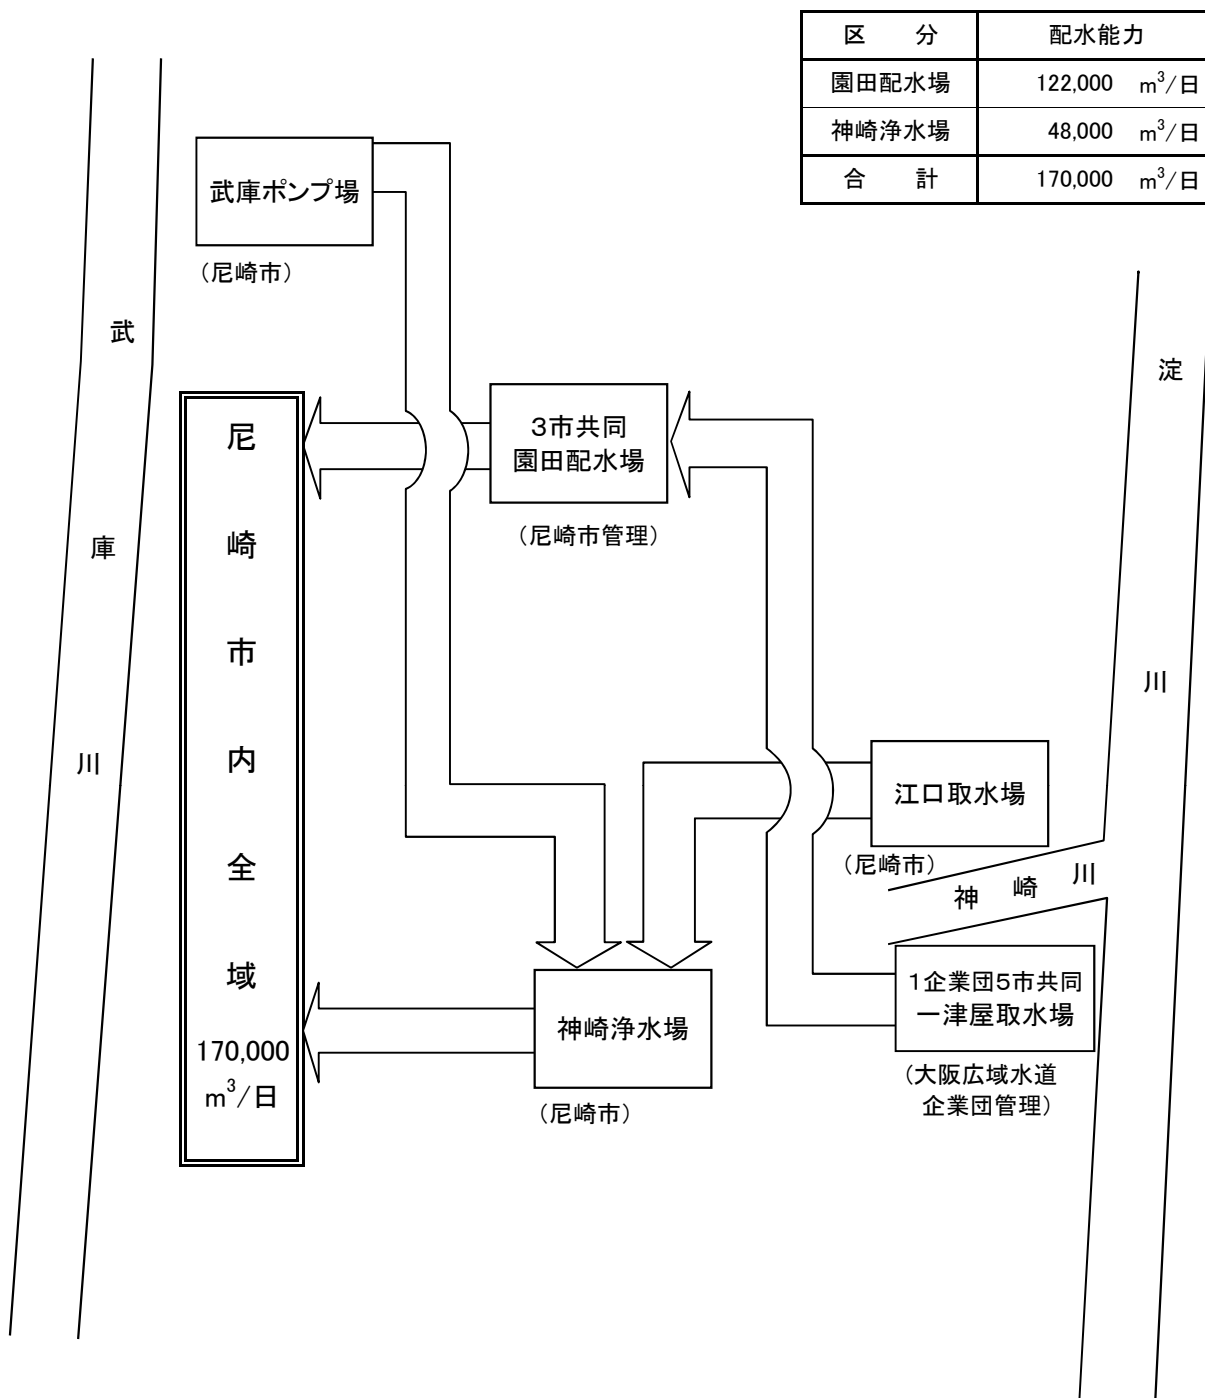 区　分　配水能力
園田配水場　122,000　m³/日
神崎浄水場　48,000　m³/日
合　計　170,000　m³/日
武庫ポンプ場
（尼崎市）
武庫川
淀川
尼崎市内全域
170,000
m³/日
3市共同
園田配水場
（尼崎市管理）
江口取水場
（尼崎市）
神崎川
1企業団5市共同
一津屋取水場
（大阪広域水道
企業団管理）
神崎浄水場
（尼崎市）